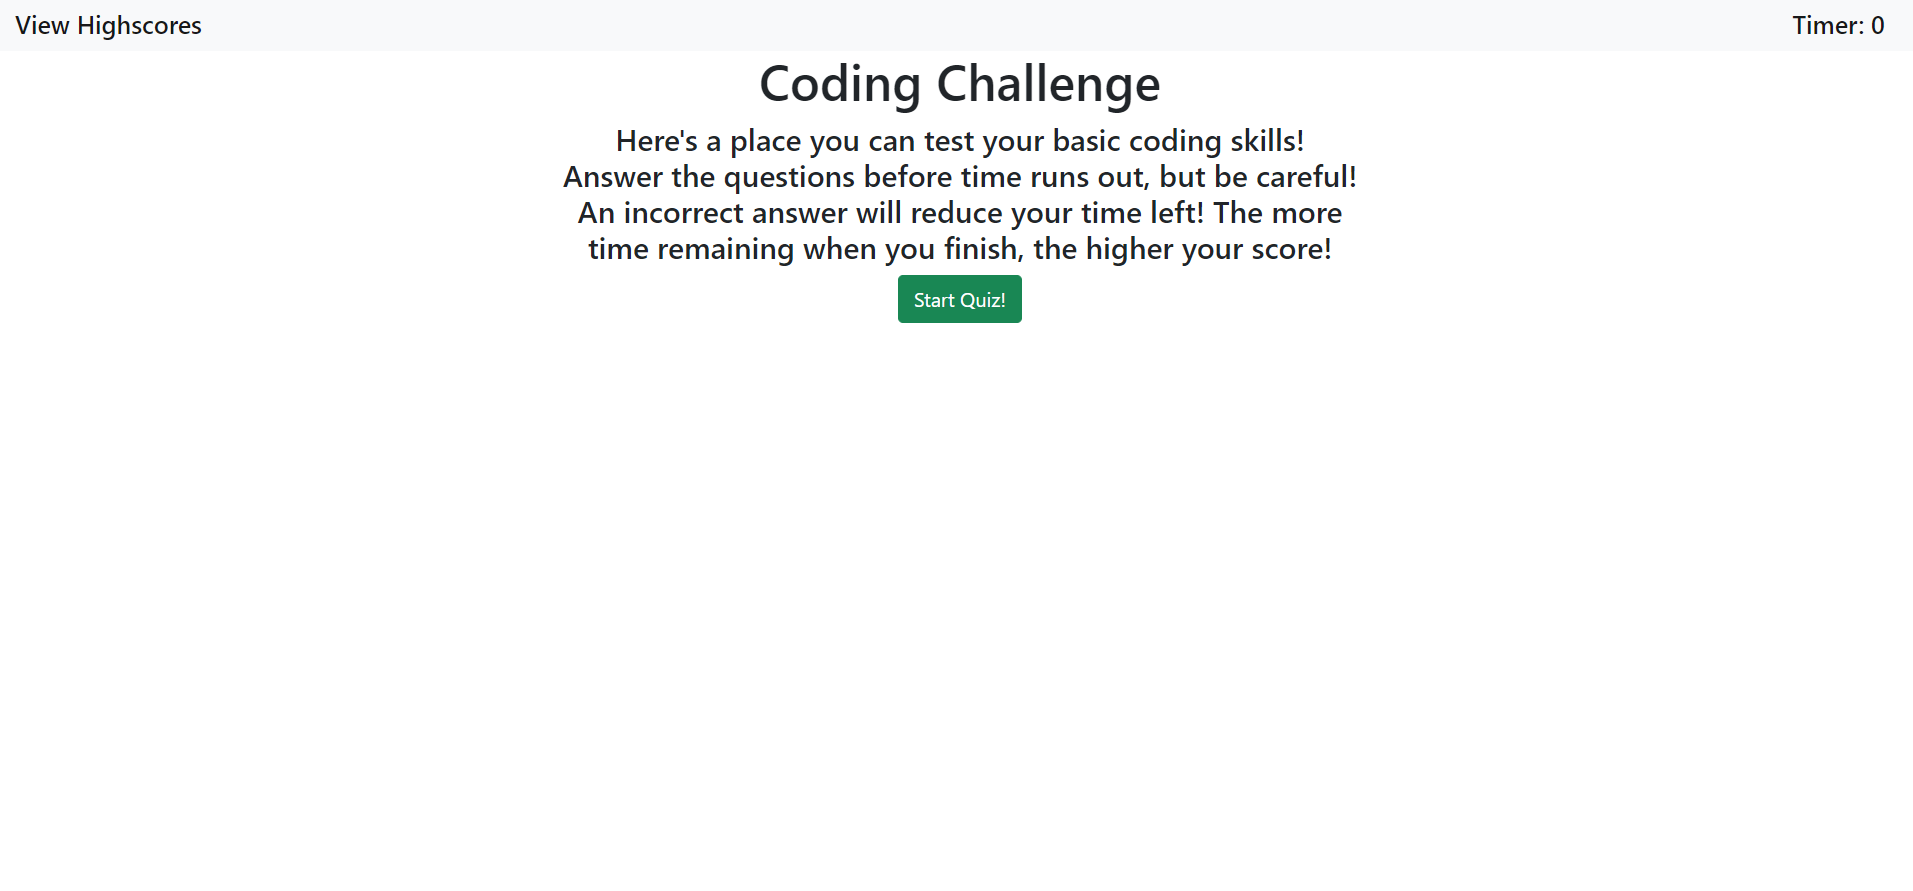 View Highscores
Timer: 0
Coding Challenge
Here's a place you can test your basic coding skills!
Answer the questions before time runs out, but be careful!
An incorrect answer will reduce your time left! The more
time remaining when you finish, the higher your score!
Start Quiz!